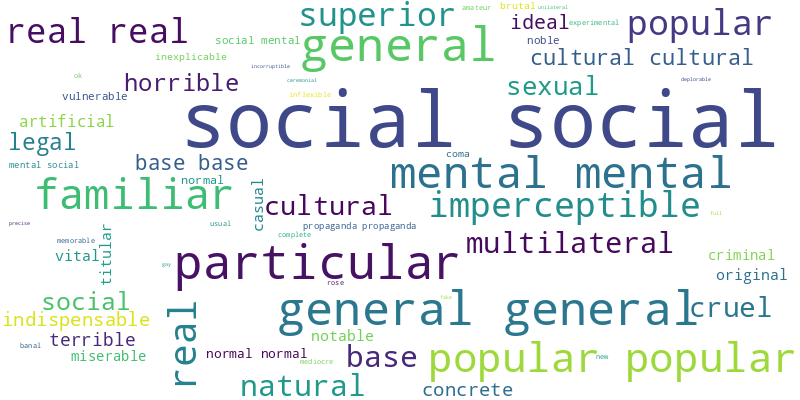 superior
amateur
brutal
unilateral
real real
ideal
experimental
popular
social mental
general
noble
inexplicable
cultural cultural
incorruptible
ok
horrible
ceremonial
sexual
deplorable
vulnerable
inflexible
social social
artificial
legal
base base
coma
mental social
mental mental
normal
familiar
casual
cultural
imperceptible
precise
usual
propaganda propaganda
full
memorable
titular
complete
multilateral
vital
gay
particular
criminal
original
rose
social
general general
fake
cruel
indispensable
real
terrible
notable
banal
miserable
normal normal
base
popular popular
mediocre
new
natural
concrete